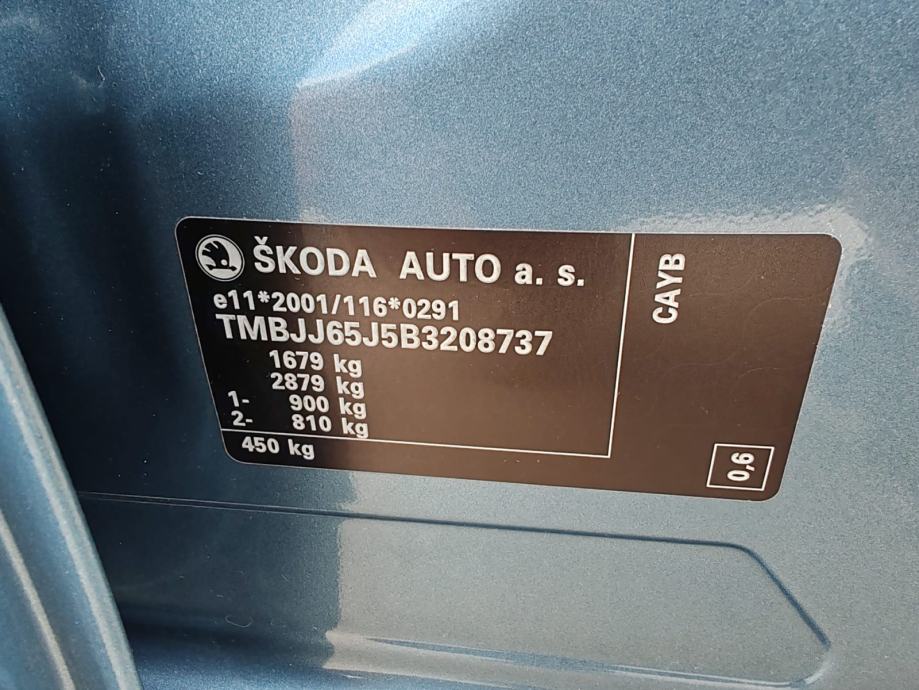 ŠKODA AUTO a. s.
e11*2001/116*0291
TMBJJ65J5B3208737
1679 kg
2879 kg
1- 900 kg
2- 810 kg
450 kg
CAYB
0,6